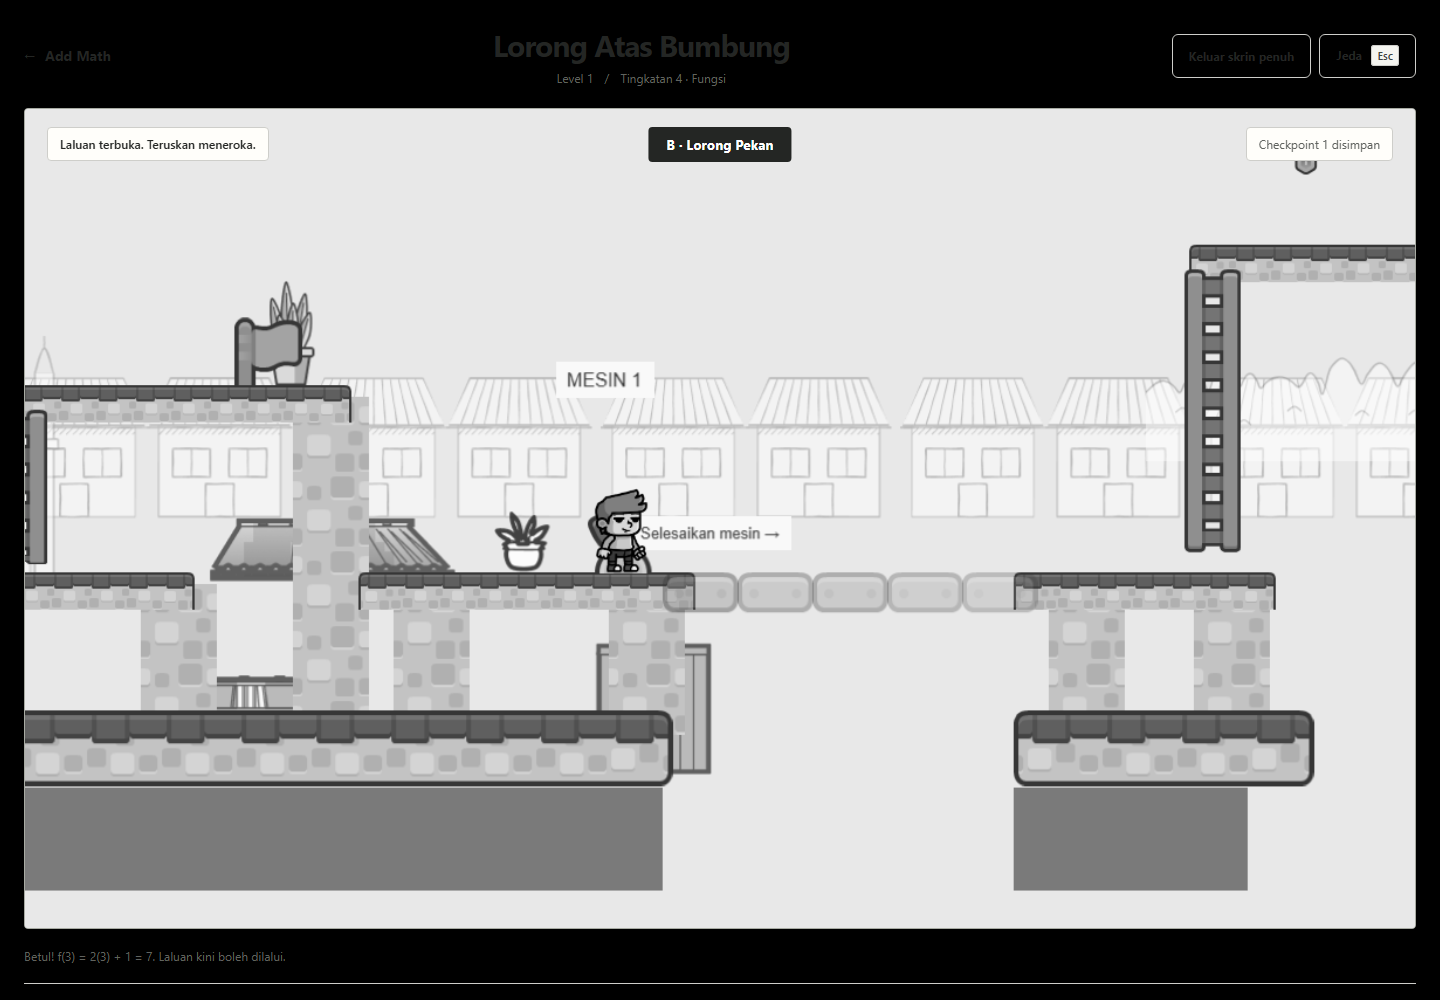 ← Add Math
Lorong Atas Bumbung
Level 1 / Tingkatan 4 · Fungsi
Keluar skrin penuh
Jeda Esc
Laluan terbuka. Teruskan meneroka.
B · Lorong Pekan
Checkpoint 1 disimpan
MESIN 1
Selesaikan mesin →
Betul! f(3) = 2(3) + 1 = 7. Laluan kini boleh dilalui.